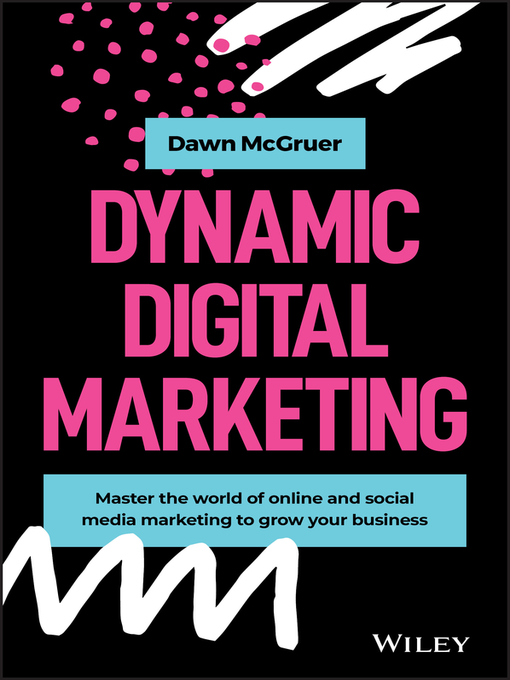 Dawn McGruer
DYNAMIC
DIGITAL
MARKETING
Master the world of online and social
media marketing to grow your business
WILEY